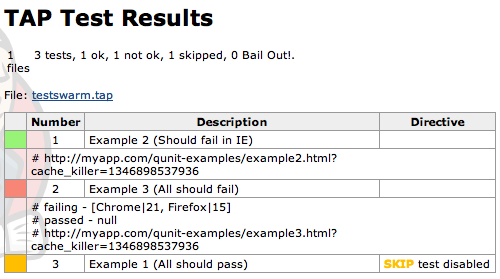 TAP Test Results
1 3 tests, 1 ok, 1 not ok, 1 skipped, 0 Bail Out!.
files
File: testswarm.tap
Number Description Directive
1 Example 2 (Should fail in IE)
# http://myapp.com/qunit-examples/example2.html?
cache_killer=1346898537936
2 Example 3 (All should fail)
# failing - [Chrome|21, Firefox|15]
# passed - null
# http://myapp.com/qunit-examples/example3.html?
cache_killer=1346898537936
3 Example 1 (All should pass) SKIP test disabled